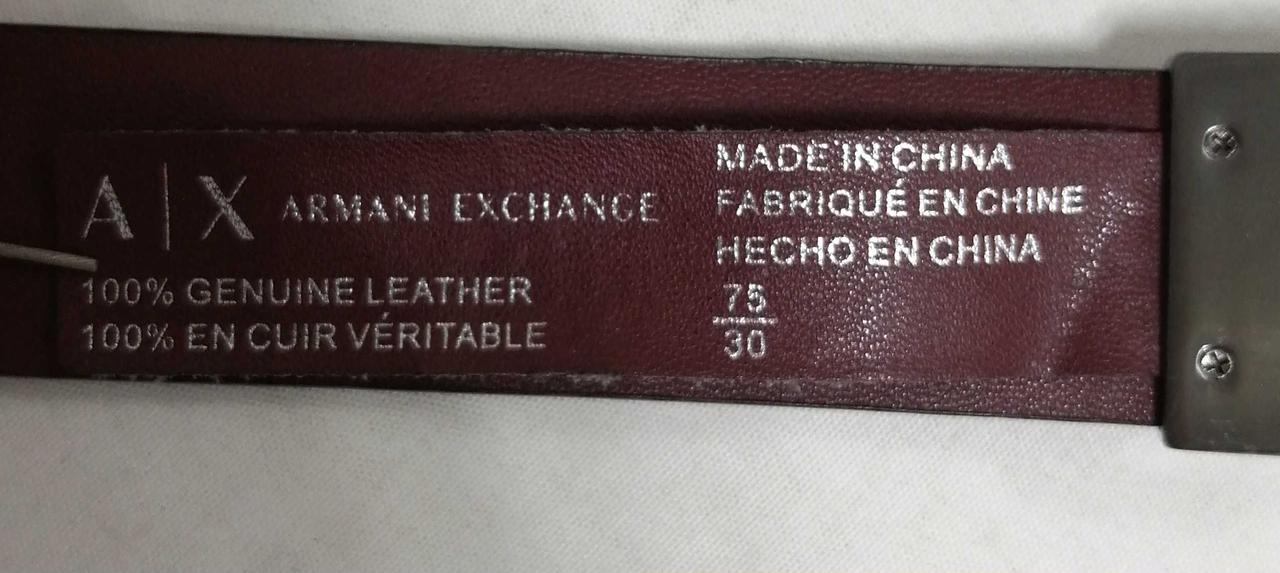 A|X ARMANI EXCHANGE
100% GENUINE LEATHER
100% EN CUIR VÉRITABLE
MADE IN CHINA
FABRIQUÉ EN CHINE
HECHO EN CHINA
75
30